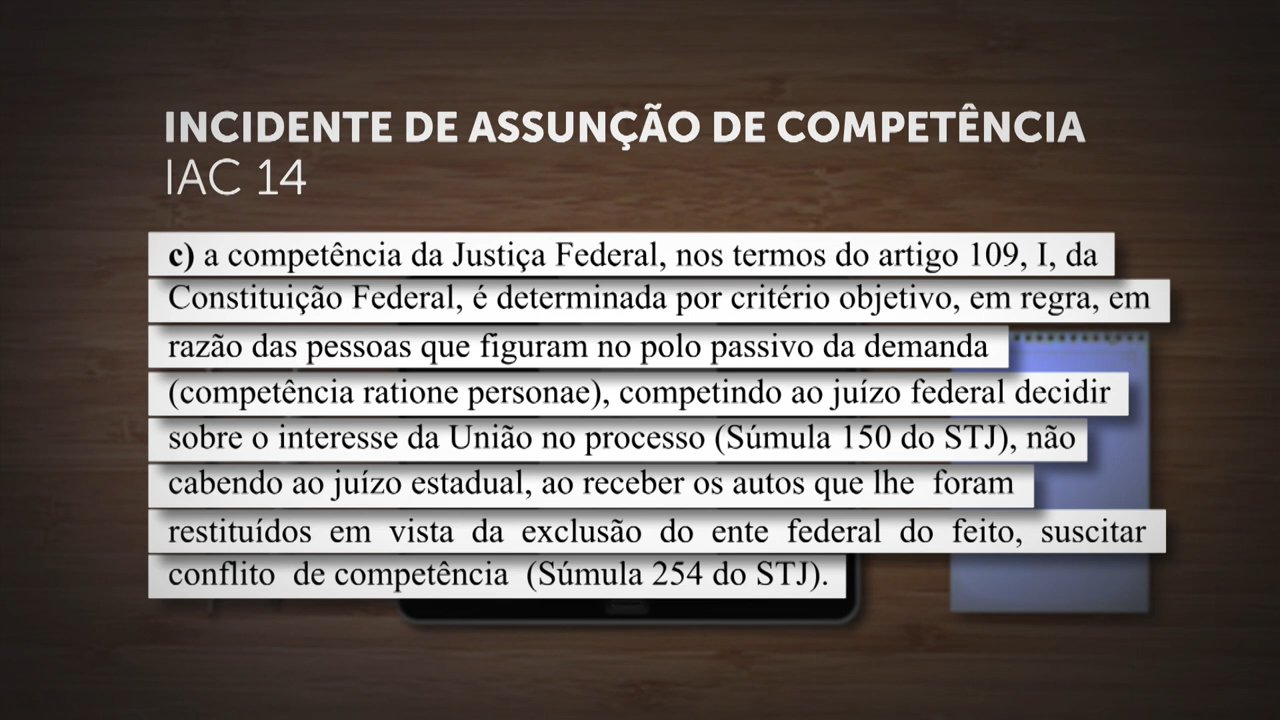 INCIDENTE DE ASSUNÇÃO DE COMPETÊNCIA
IAC 14
c) a competência da Justiça Federal, nos termos do artigo 109, I, da
Constituição Federal, é determinada por critério objetivo, em regra, em
razão das pessoas que figuram no polo passivo da demanda
(competência ratione personae), competindo ao juízo federal decidir
sobre o interesse da União no processo (Súmula 150 do STJ), não
cabendo ao juízo estadual, ao receber os autos que lhe foram
restituídos em vista da exclusão do ente federal do feito, suscitar
conflito de competência (Súmula 254 do STJ).